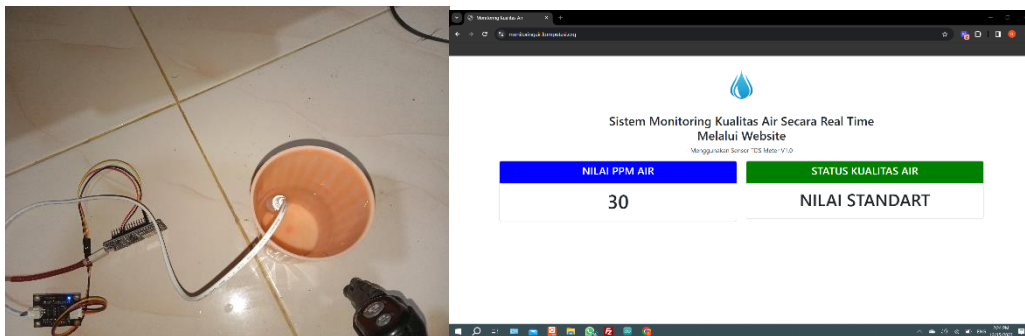 Monitoring Kualitas Air
Sistem Monitoring Kualitas Air Secara Real Time
Melalui Website
Menggunakan Sensor TDS Meter V1.0
NILAI PPM AIR
STATUS KUALITAS AIR
30
NILAI STANDART
ENG